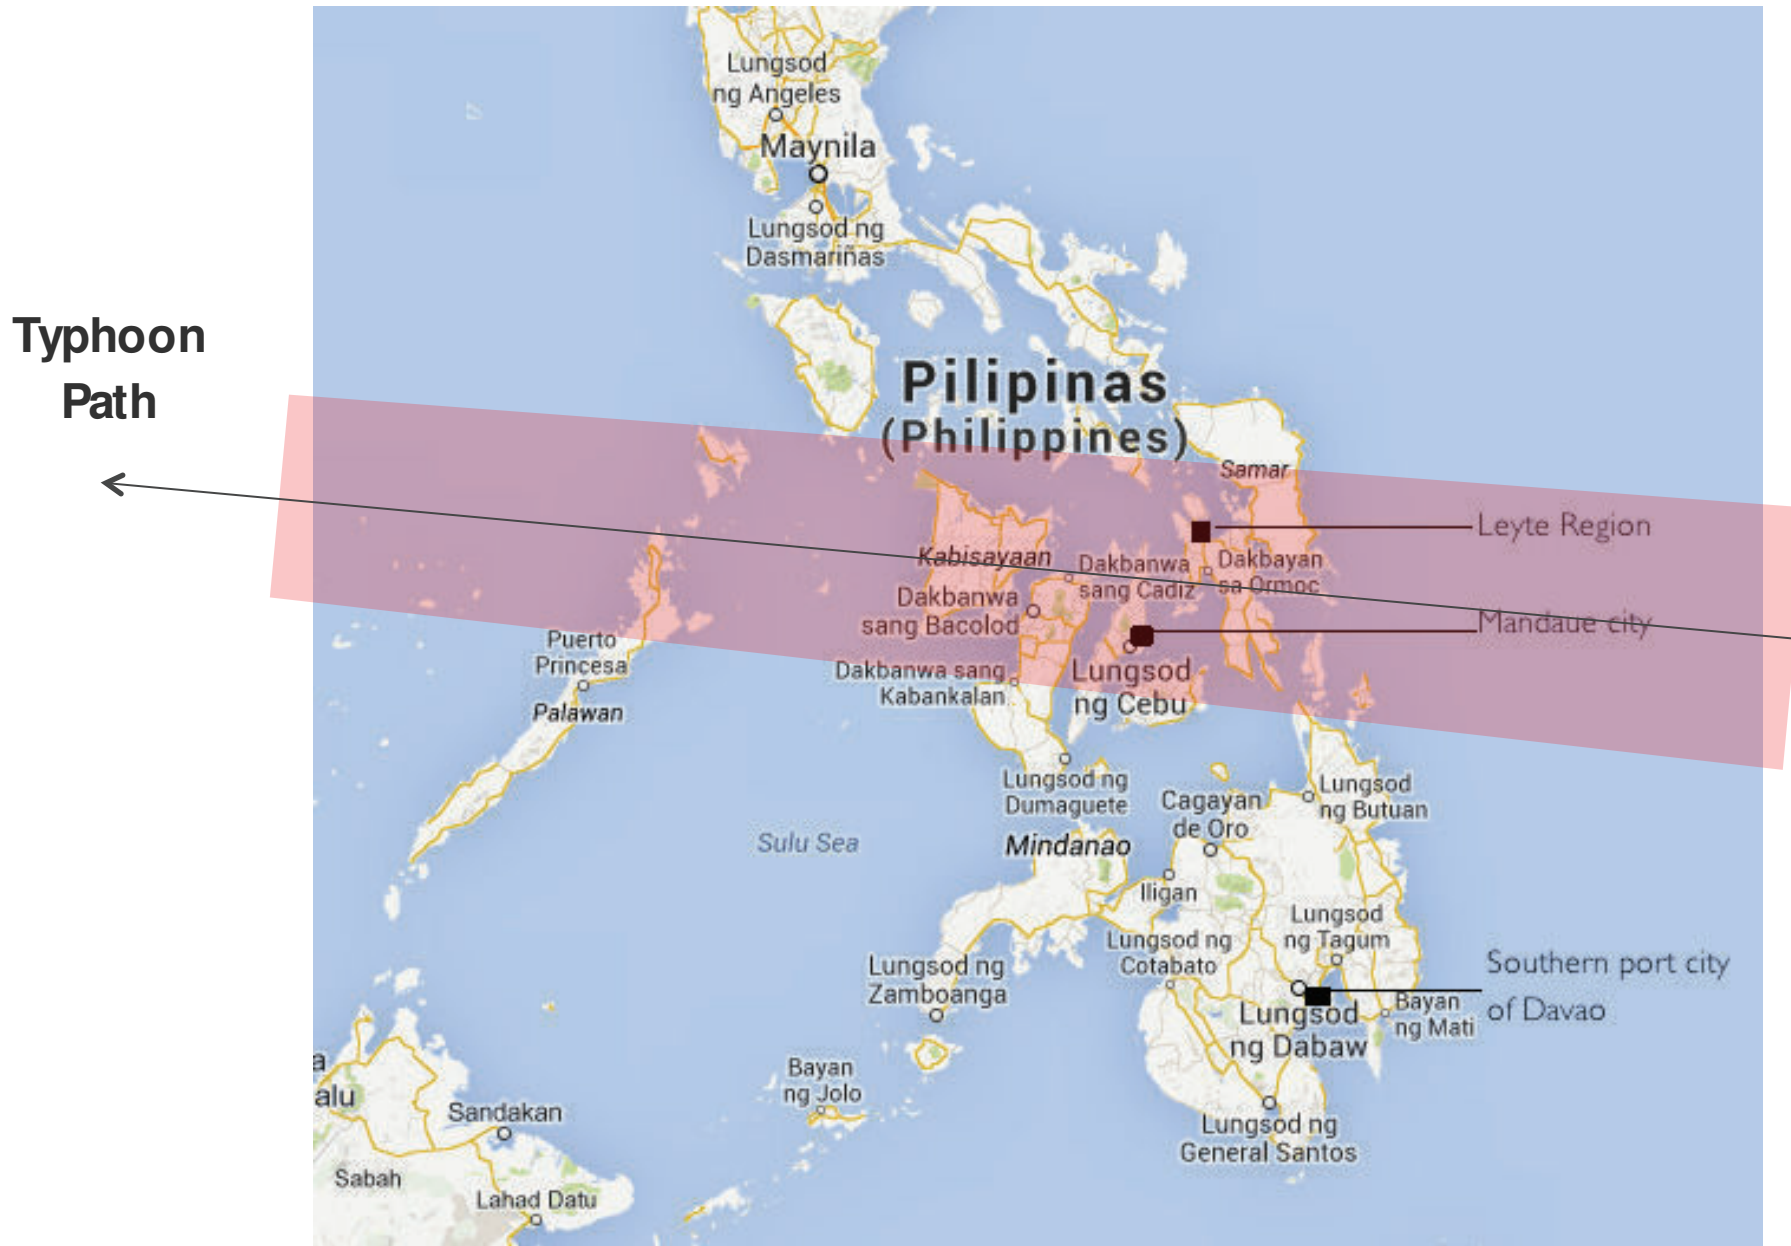 Lungsod
ng Angeles
Maynila
Lungsod ng
Dasmariñas
Typhoon
Path
Pilipinas
(Philippines)
Samar
Leyte Region
Kabisayaan
Dakbanwa
sang Cadiz
Dakbayan
sa Ormoc
Dakbanwa
sang Bacolod
Mandaue city
Puerto
Princesa
Dakbanwa sang
Kabankalan
Lungsod
ng Cebu
Palawan
Lungsod ng
Dumaguete
Cagayan
de Oro
Lungsod
ng Butuan
Sulu Sea
Mindanao
Iligan
Lungsod
ng Tagum
Lungsod ng
Cotabato
Lungsod ng
Zamboanga
Southern port city
of Davao
Bayan
ng Mati
Lungsod
ng Dabaw
a
alu
Bayan
ng Jolo
Sandakan
Lungsod ng
General Santos
Sabah
Lahad Datu